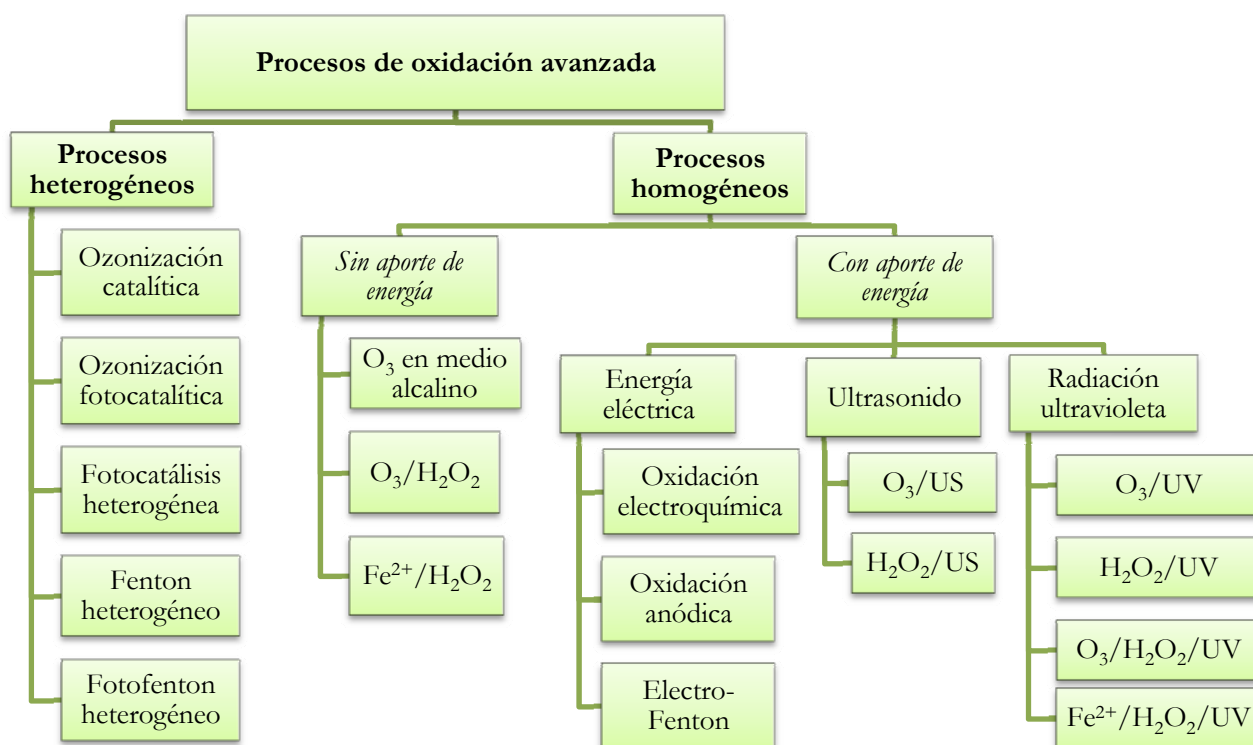 Procesos de oxidación avanzada
Procesos
heterogéneos
Ozonización
catalítica
Ozonización
fotocatalítica
Fotocatálisis
heterogénea
Fenton
heterogéneo
Fotofenton
heterogéneo
Procesos
homogéneos
Sin aporte de
energía
O₃ en medio
alcalino
O₃/H₂O₂
Fe²⁺/H₂O₂
Con aporte de
energía
Energía
eléctrica
Oxidación
electroquímica
Oxidación
anódica
Electro-
Fenton
Ultrasonido
O₃/US
H₂O₂/US
Radiación
ultravioleta
O₃/UV
H₂O₂/UV
O₃/H₂O₂/UV
Fe²⁺/H₂O₂/UV